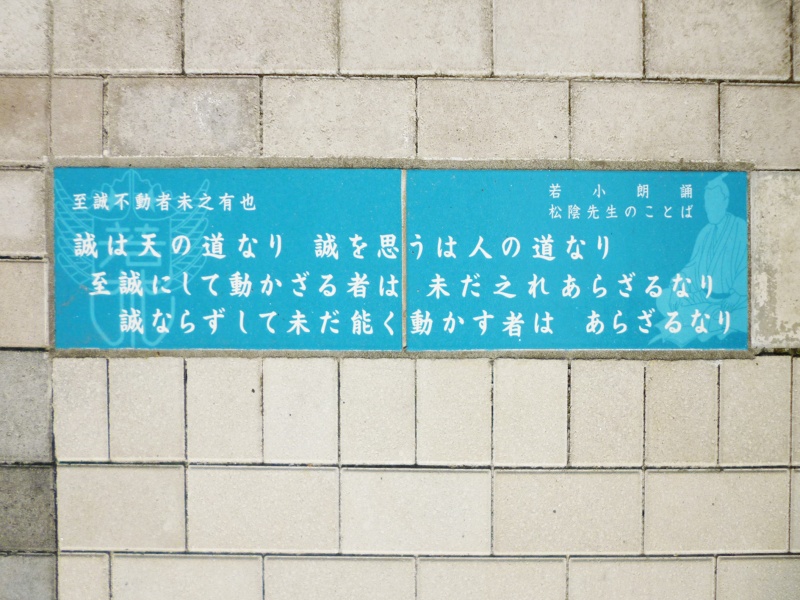 至誠不動者未之有也
若小朗誦
松陰先生のことば
誠は天の道なり 誠を思うは人の道なり
至誠にして動かざる者は 未だ之れあらざるなり
誠ならずして未だ能く動かす者は あらざるなり